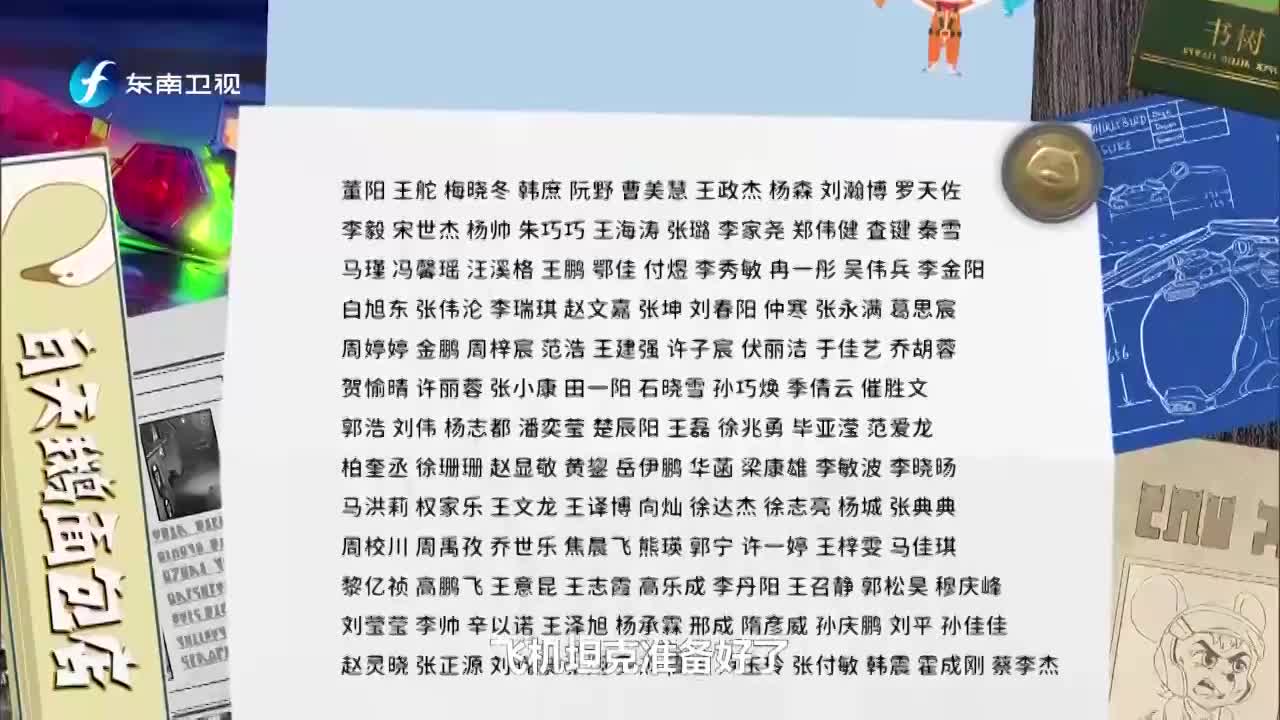 东南卫视
书树
董阳 王舵 梅晓冬 韩庶 阮野 曹美慧 王政杰 杨森 刘瀚博 罗天佐
李毅 宋世杰 杨帅 朱巧巧 王海涛 张璐 李家尧 郑伟健 查键 秦雪
马瑾 冯馨瑶 汪溪格 王鹏 鄂佳 付煜 李秀敏 冉一彤 吴伟兵 李金阳
白旭东 张伟沦 李瑞琪 赵文嘉 张坤 刘春阳 仲寒 张永满 葛思宸
周婷婷 金鹏 周梓宸 范浩 王建强 许子宸 伏丽洁 于佳艺 乔胡蓉
贺愉晴 许丽蓉 张小康 田一阳 石晓雪 孙巧焕 季倩云 催胜文
郭浩 刘伟 杨志都 潘奕莹 楚辰阳 王磊 徐兆勇 毕亚滢 范爱龙
柏奎丞 徐珊珊 赵显敬 黄鋆 岳伊鹏 华菡 梁康雄 李敏波 李晓旸
马洪莉 权家乐 王文龙 王译博 向灿 徐达杰 徐志亮 杨城 张典典
周校川 周禹孜 乔世乐 焦晨飞 熊瑛 郭宁 许一婷 王梓雯 马佳琪
黎亿祯 高鹏飞 王意昆 王志霞 高乐成 李丹阳 王召静 郭松昊 穆庆峰
刘莹莹 李帅 辛以诺 王泽旭 杨承霖 邢成 隋彦威 孙庆鹏 刘平 孙佳佳
赵灵晓 张正源 张付敏 韩震 霍成刚 蔡李杰
飞机坦克准备好了
白天鹅面包店